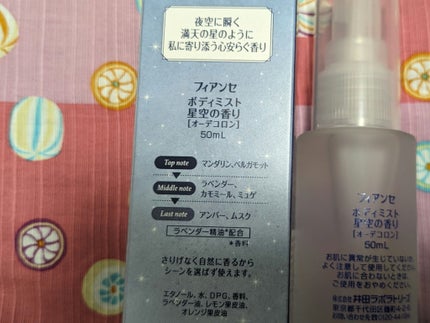 夜空に瞬く
満天の星のように
私に寄り添う心安らぐ香り
フィアンセ
ボディミスト
星空の香り
[オーデコロン]
50mL
Top note マンダリン、ベルガモット
Middle note ラベンダー、
カモミール、ミュゲ
Last note アンバー、ムスク
ラベンダー精油*配合
*香料
さりげなく自然に香るから
シーンを選ばず使えます。
エタノール、水、DPG、香料、
ラベンダー油、レモン果皮油、
オレンジ果皮油
フィアンセ
ボディミスト
星空の香り
[オーデコロン]
50mL
お肌に異常が生じていないか
よく注意して使用してください。
お肌に合わないときは、
ご使用をおやめください。
株式会社 井田ラボラトリーズ
東京都千代田区鍛冬町